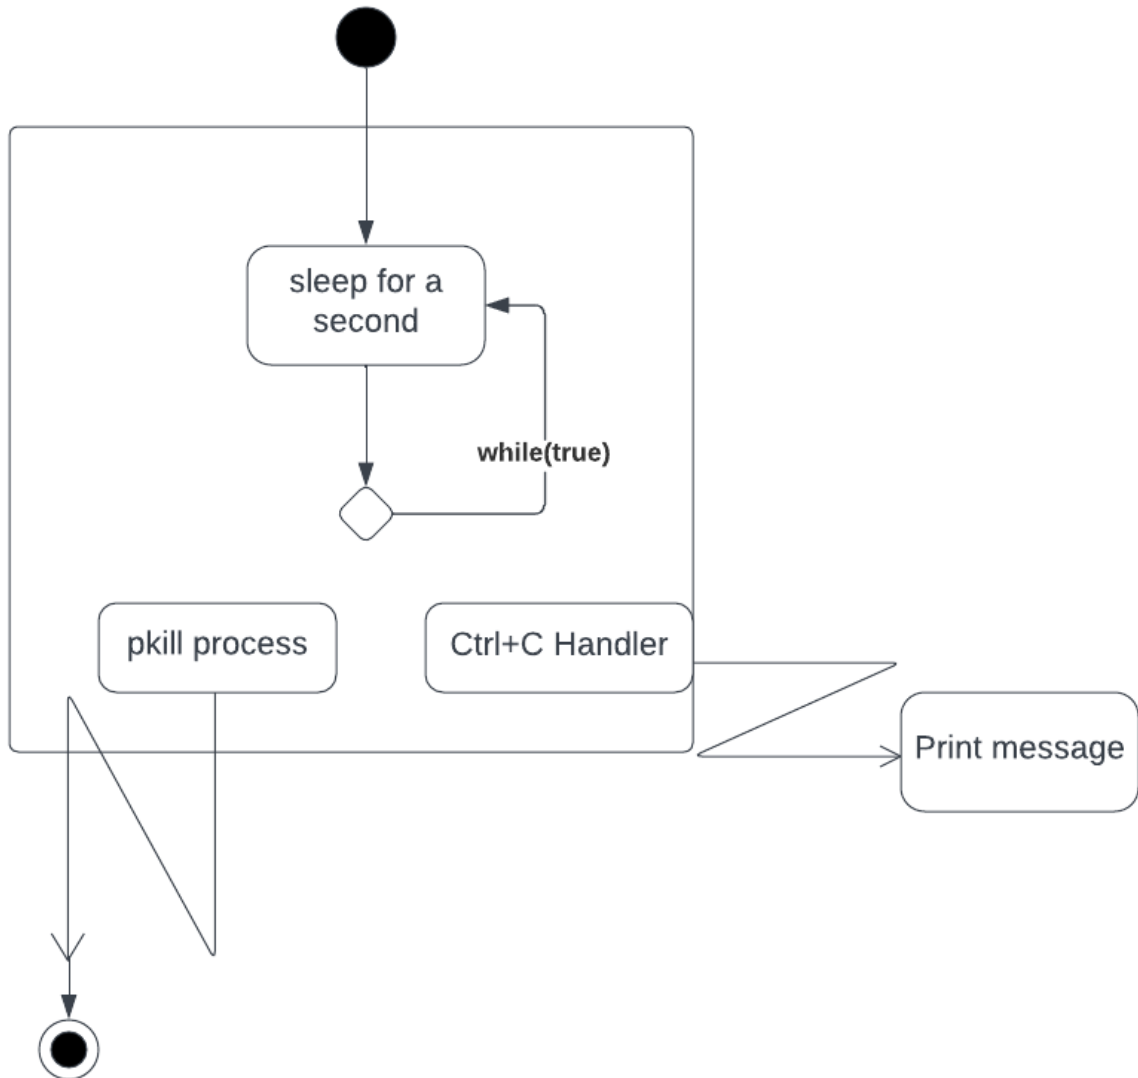 sleep for a
second
while(true)
pkill process
Ctrl+C Handler
Print message